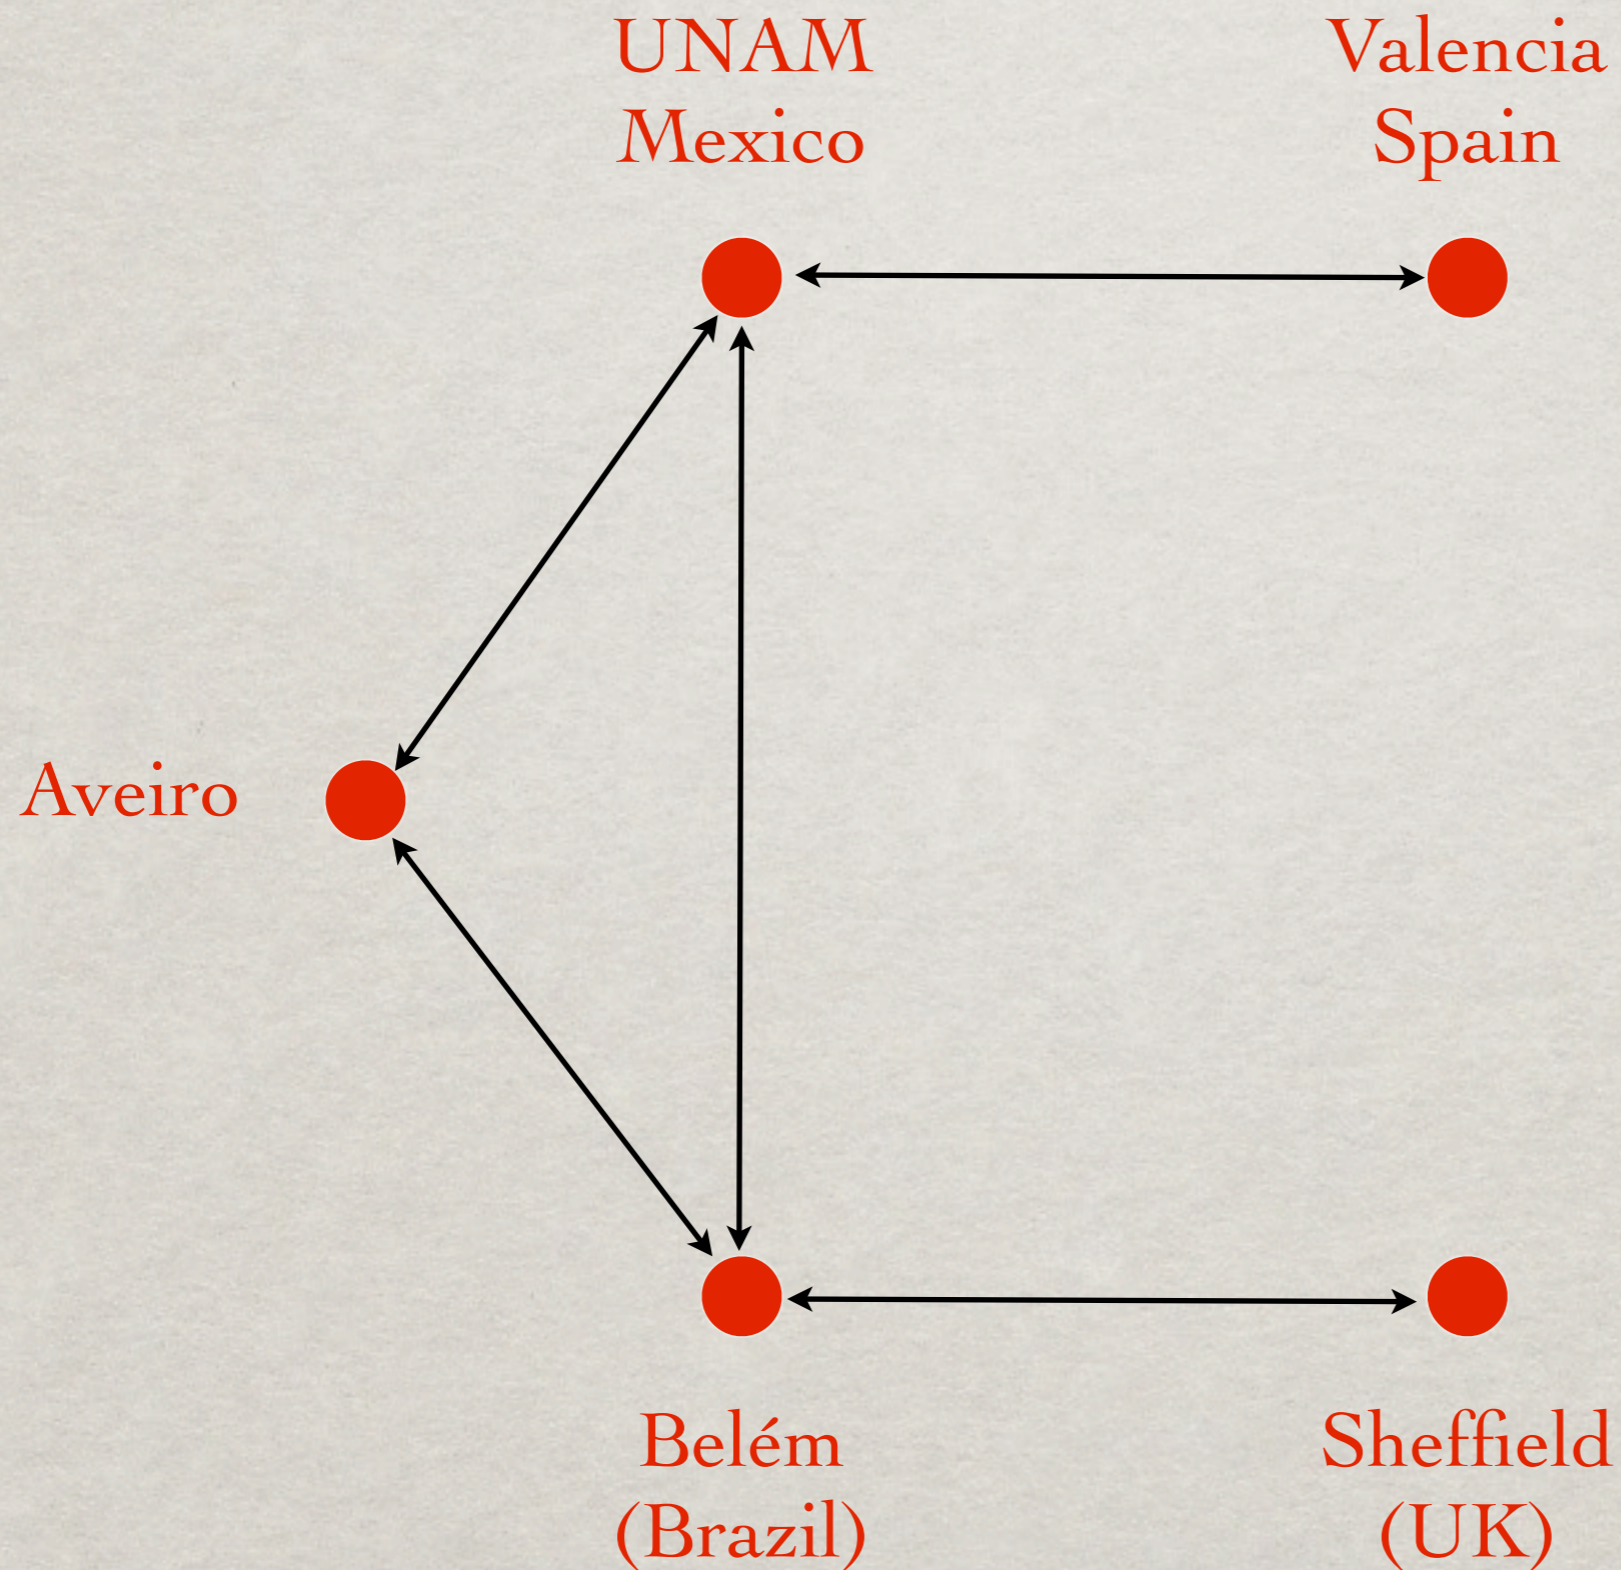 UNAM
Mexico
Valencia
Spain
Aveiro
Belém
(Brazil)
Sheffield
(UK)